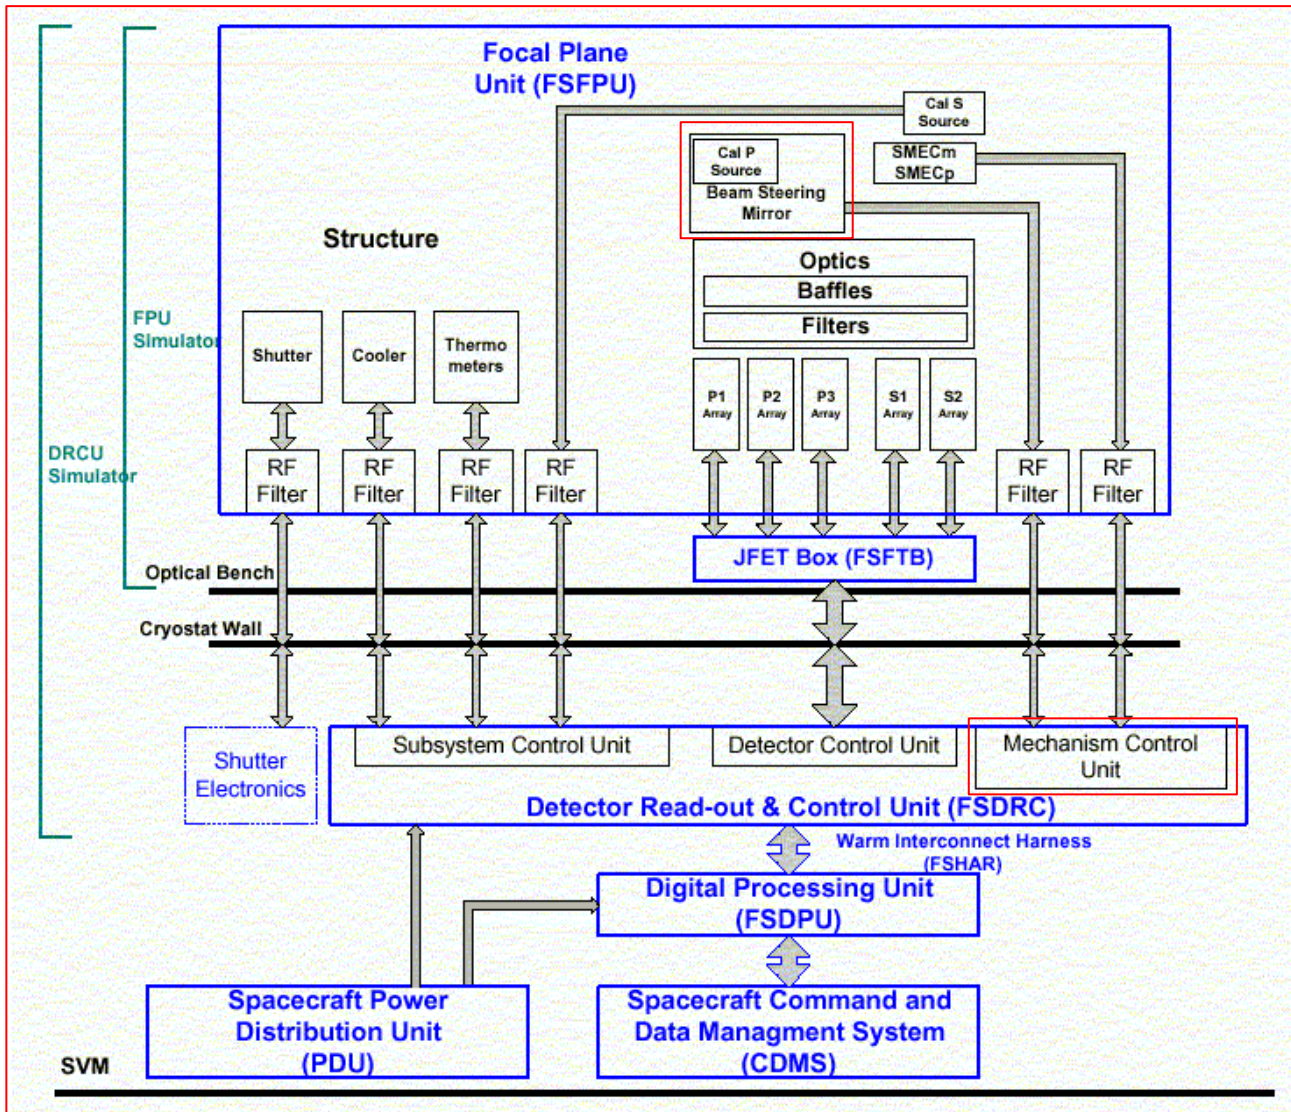 Focal Plane
Unit (FSFPU)
Cal S
Source
Cal P
Source
Beam Steering
Mirror
SMECm
SMECp
Structure
Optics
Baffles
Filters
FPU
Simulator
Shutter
Cooler
Thermo
meters
P1
Array
P2
Array
P3
Array
S1
Array
S2
Array
DRCU
Simulator
RF
Filter
RF
Filter
RF
Filter
RF
Filter
RF
Filter
RF
Filter
JFET Box (FSFTB)
Optical Bench
Cryostat Wall
Shutter
Electronics
Subsystem Control Unit
Detector Control Unit
Mechanism Control
Unit
Detector Read-out & Control Unit (FSDRC)
Warm Interconnect Harness
(FSHAR)
Digital Processing Unit
(FSDPU)
Spacecraft Power
Distribution Unit
(PDU)
Spacecraft Command and
Data Managment System
(CDMS)
SVM